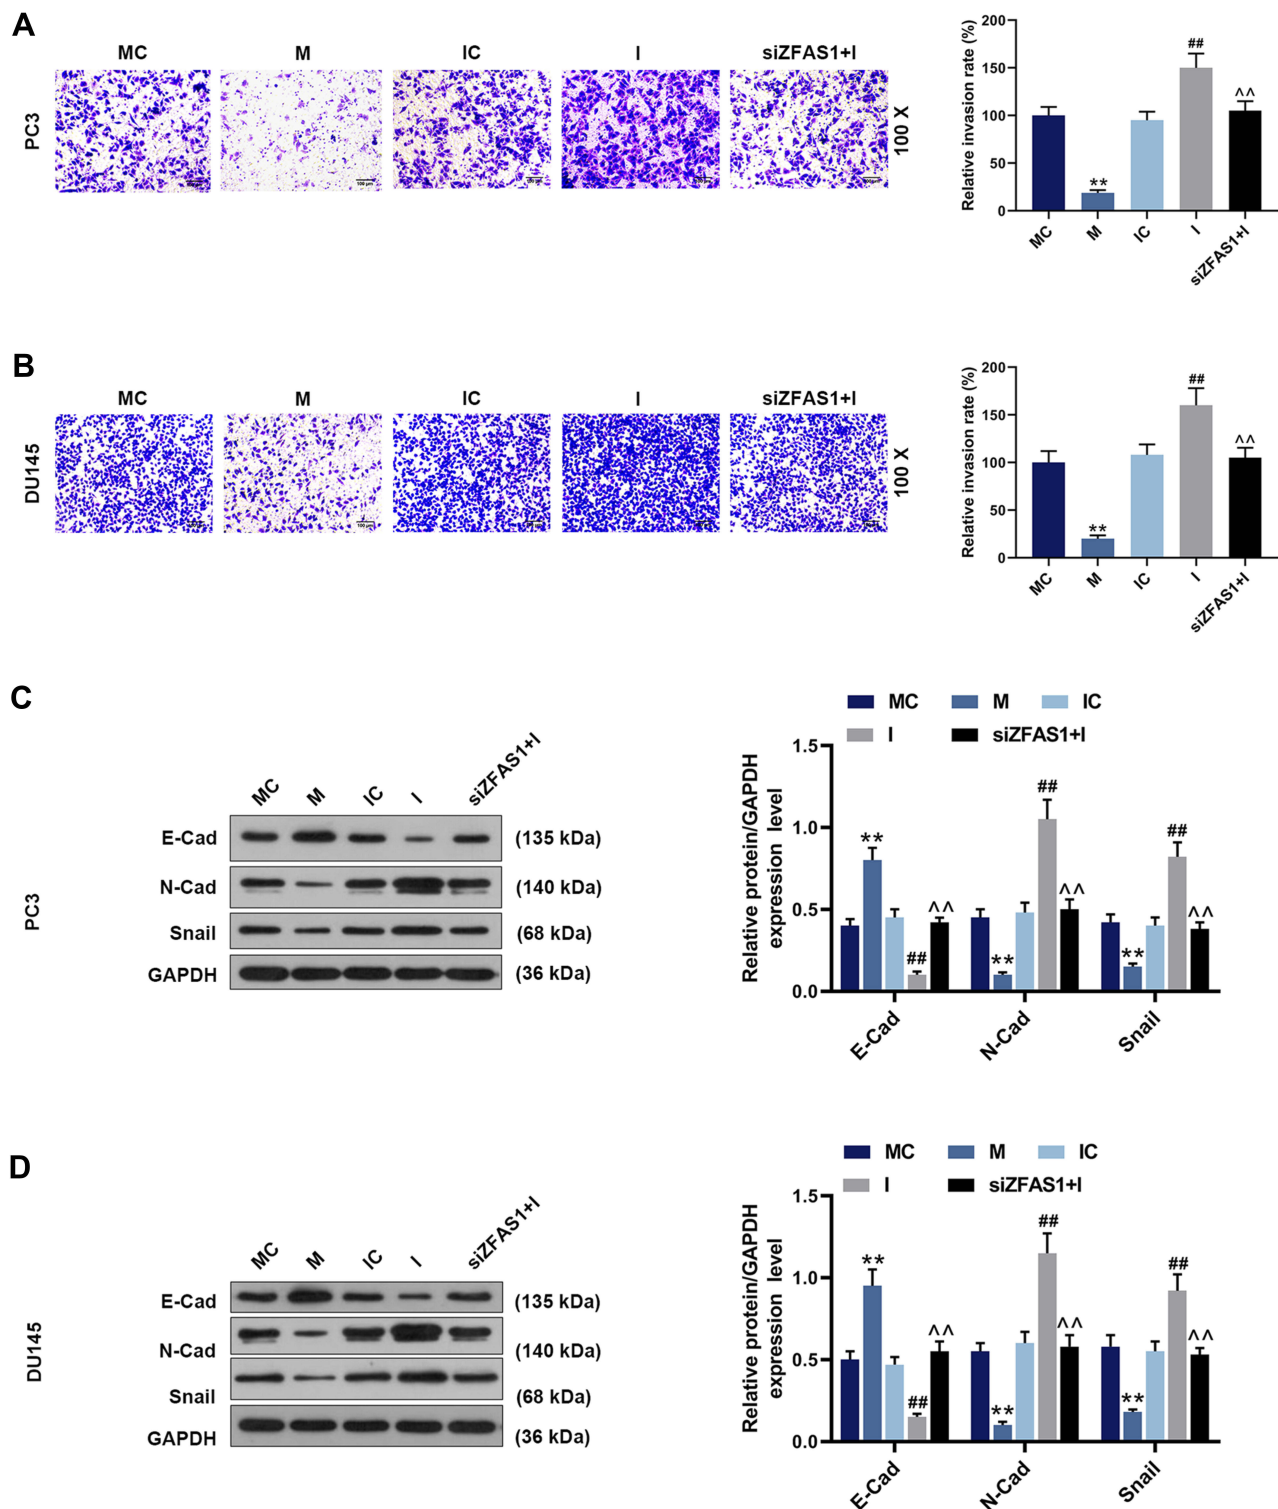 A
MC M IC I siZFAS1+I
PC3
100 µm
100 X
Relative invasion rate (%)
200
150
100
50
0
##
^^
**
MC M IC I siZFAS1+I
B
MC M IC I siZFAS1+I
DU145
100 µm
100 X
Relative invasion rate (%)
200
150
100
50
0
##
^^
**
MC M IC I siZFAS1+I
C
PC3
MC M IC I siZFAS1+I
E-Cad (135 kDa)
N-Cad (140 kDa)
Snail (68 kDa)
GAPDH (36 kDa)
MC M IC
I siZFAS1+I
Relative protein/GAPDH
expression level
1.5
1.0
0.5
0.0
** ## ^^
** ## ^^
** ## ^^
E-Cad N-Cad Snail
D
DU145
MC M IC I siZFAS1+I
E-Cad (135 kDa)
N-Cad (140 kDa)
Snail (68 kDa)
GAPDH (36 kDa)
MC M IC
I siZFAS1+I
Relative protein/GAPDH
expression level
1.5
1.0
0.5
0.0
** ## ^^
** ## ^^
** ## ^^
E-Cad N-Cad Snail